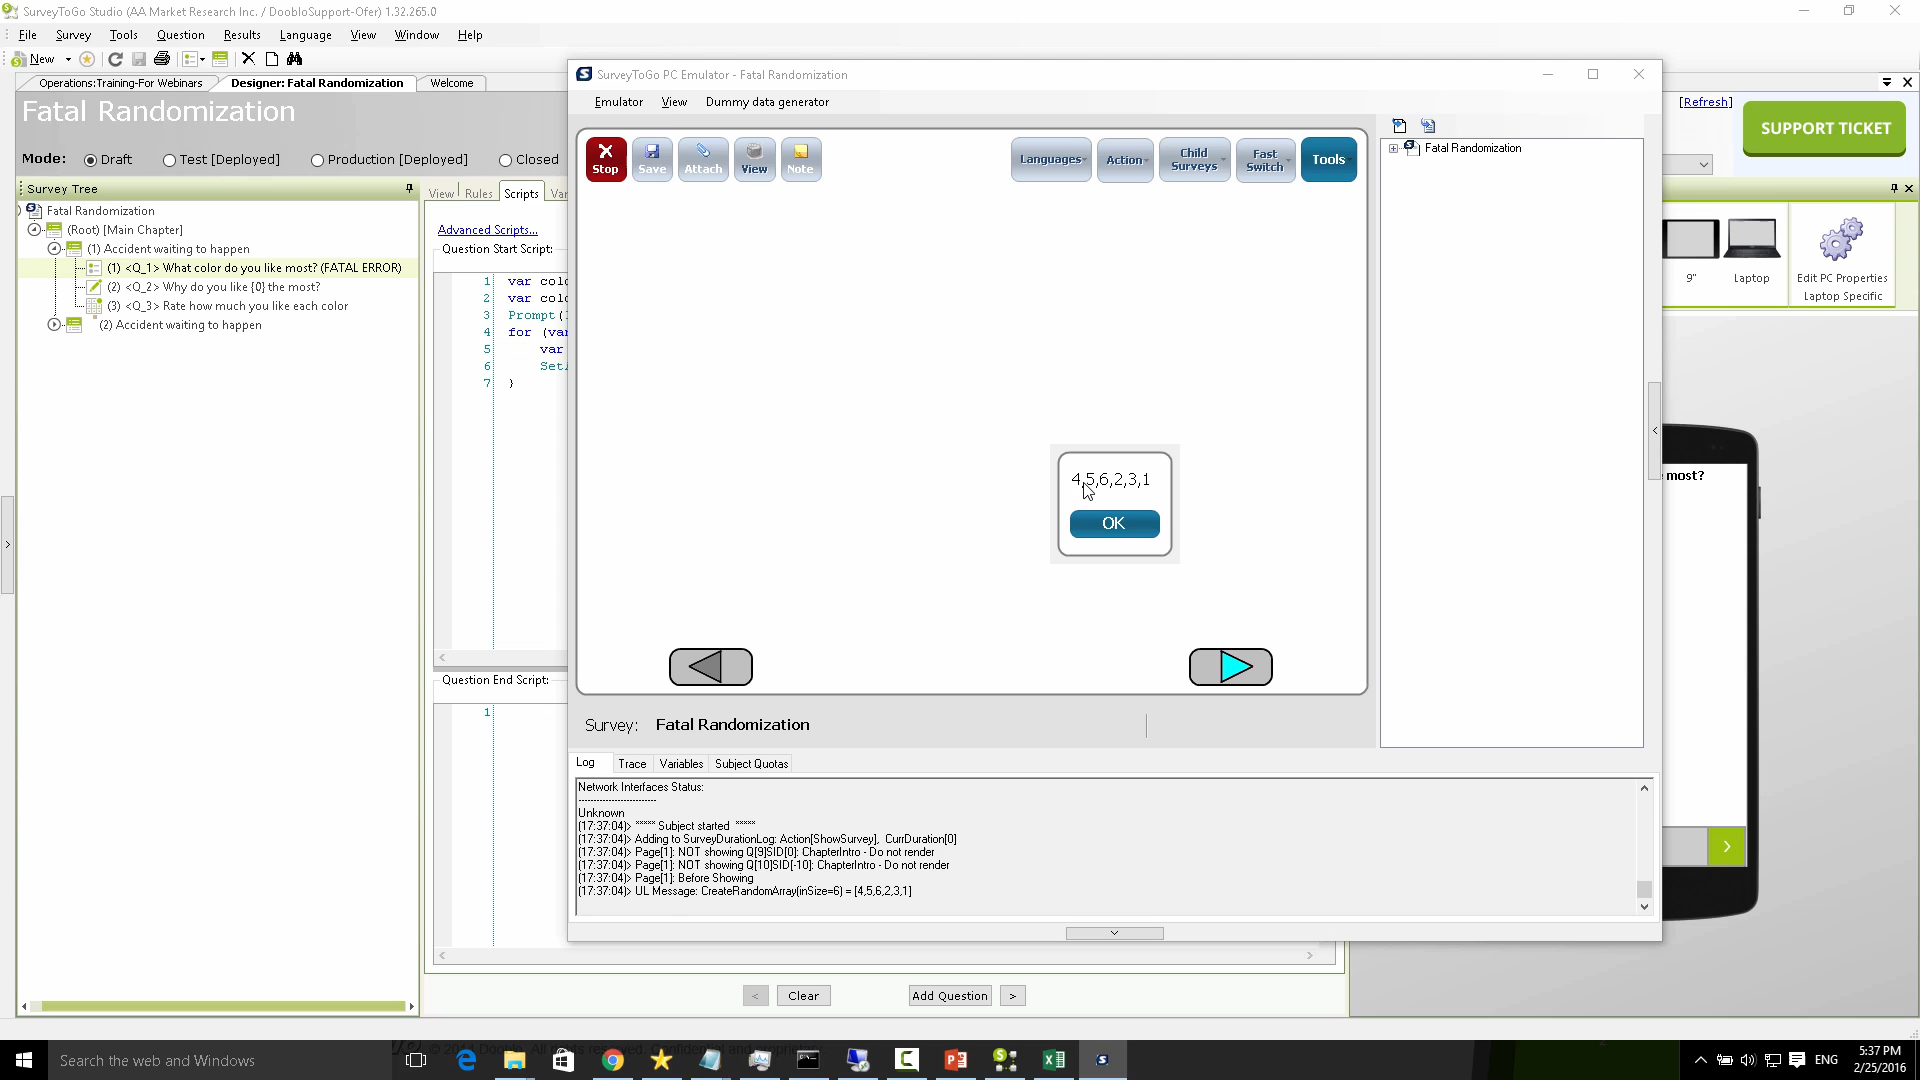 SurveyToGo Studio (AA Market Research Inc. / DoobloSupport-Ofer) 1.32.265.0
File Survey Tools Question Results Language View Window Help
New
Operations:Training-For Webinars Designer: Fatal Randomization Welcome
Fatal Randomization
Mode: Draft Test [Deployed] Production [Deployed] Closed
Survey Tree
Fatal Randomization
(Root) [Main Chapter]
(1) Accident waiting to happen
(1) <Q_1> What color do you like most? (FATAL ERROR)
(2) <Q_2> Why do you like {0} the most?
(3) <Q_3> Rate how much you like each color
(2) Accident waiting to happen
View Rules Scripts Var
Advanced Scripts...
Question Start Script:
1 var colo
2 var colo
3 Prompt(
4 for (var
5 var
6 Set
7 }
Question End Script:
1
< Clear Add Question >
SurveyToGo PC Emulator - Fatal Randomization
Emulator View Dummy data generator
Stop Save Attach View Note Languages Action Child Surveys Fast Switch Tools
4,5,6,2,3,1
OK
Survey: Fatal Randomization
Log Trace Variables Subject Quotas
Network Interfaces Status:
--------------------------
Unknown
(17:37:04)> ***** Subject started *****
(17:37:04)> Adding to SurveyDurationLog: Action[ShowSurvey], CurrDuration[0]
(17:37:04)> Page[1]: NOT showing Q[9]SID[0]: ChapterIntro - Do not render
(17:37:04)> Page[1]: NOT showing Q[10]SID[-10]: ChapterIntro - Do not render
(17:37:04)> Page[1]: Before Showing
(17:37:04)> UL Message: CreateRandomArray(inSize=6) = [4,5,6,2,3,1]
Fatal Randomization
[Refresh]
SUPPORT TICKET
9" Laptop
Edit PC Properties
Laptop Specific
most?
Search the web and Windows
ENG
5:37 PM
2/25/2016